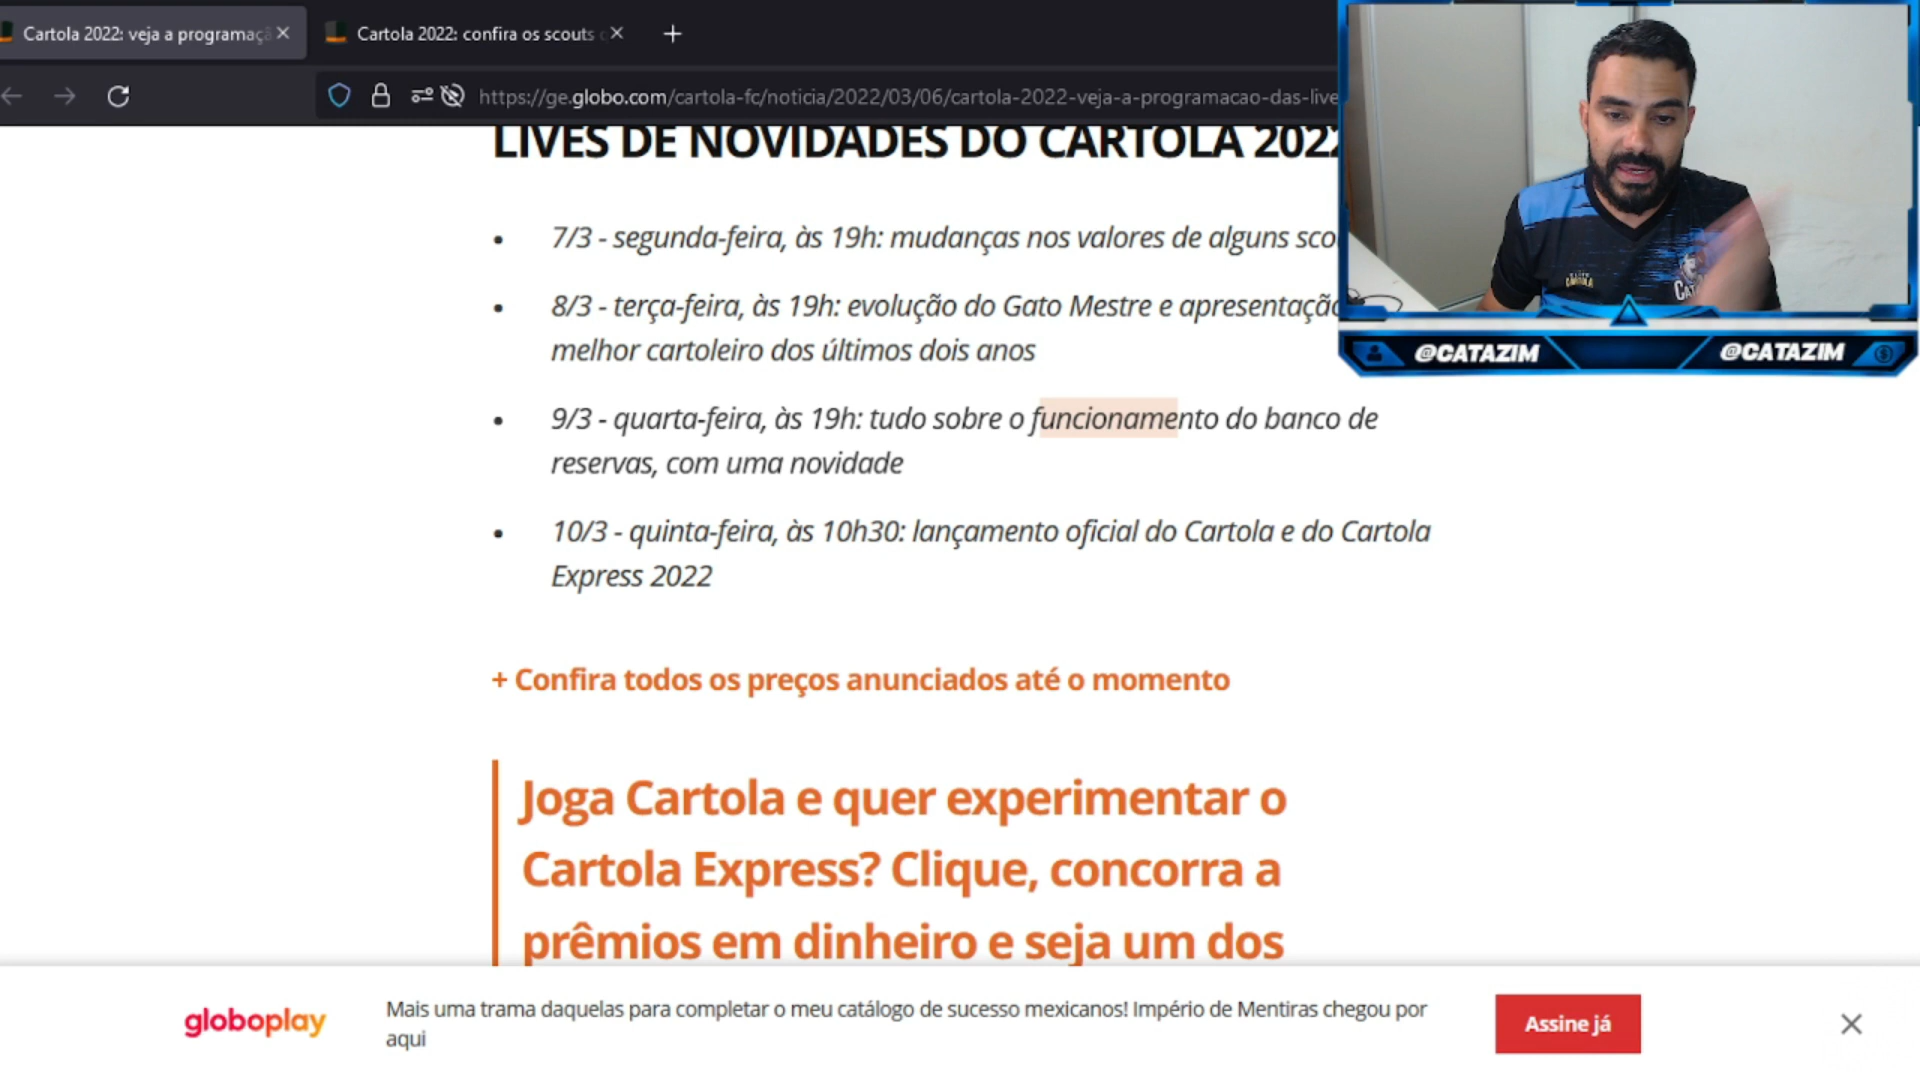 Cartola 2022: veja a programaçã
Cartola 2022: confira os scouts
https://ge.globo.com/cartola-fc/noticia/2022/03/06/cartola-2022-veja-a-programacao-das-live
LIVES DE NOVIDADES DO CARTOLA 2022
7/3 - segunda-feira, às 19h: mudanças nos valores de alguns sco
8/3 - terça-feira, às 19h: evolução do Gato Mestre e apresentação
melhor cartoleiro dos últimos dois anos
@CATAZIM @CATAZIM
9/3 - quarta-feira, às 19h: tudo sobre o funcionamento do banco de
reservas, com uma novidade
10/3 - quinta-feira, às 10h30: lançamento oficial do Cartola e do Cartola
Express 2022
+ Confira todos os preços anunciados até o momento
Joga Cartola e quer experimentar o
Cartola Express? Clique, concorra a
prêmios em dinheiro e seja um dos
globoplay
Mais uma trama daquelas para completar o meu catálogo de sucesso mexicanos! Império de Mentiras chegou por
aqui
Assine já